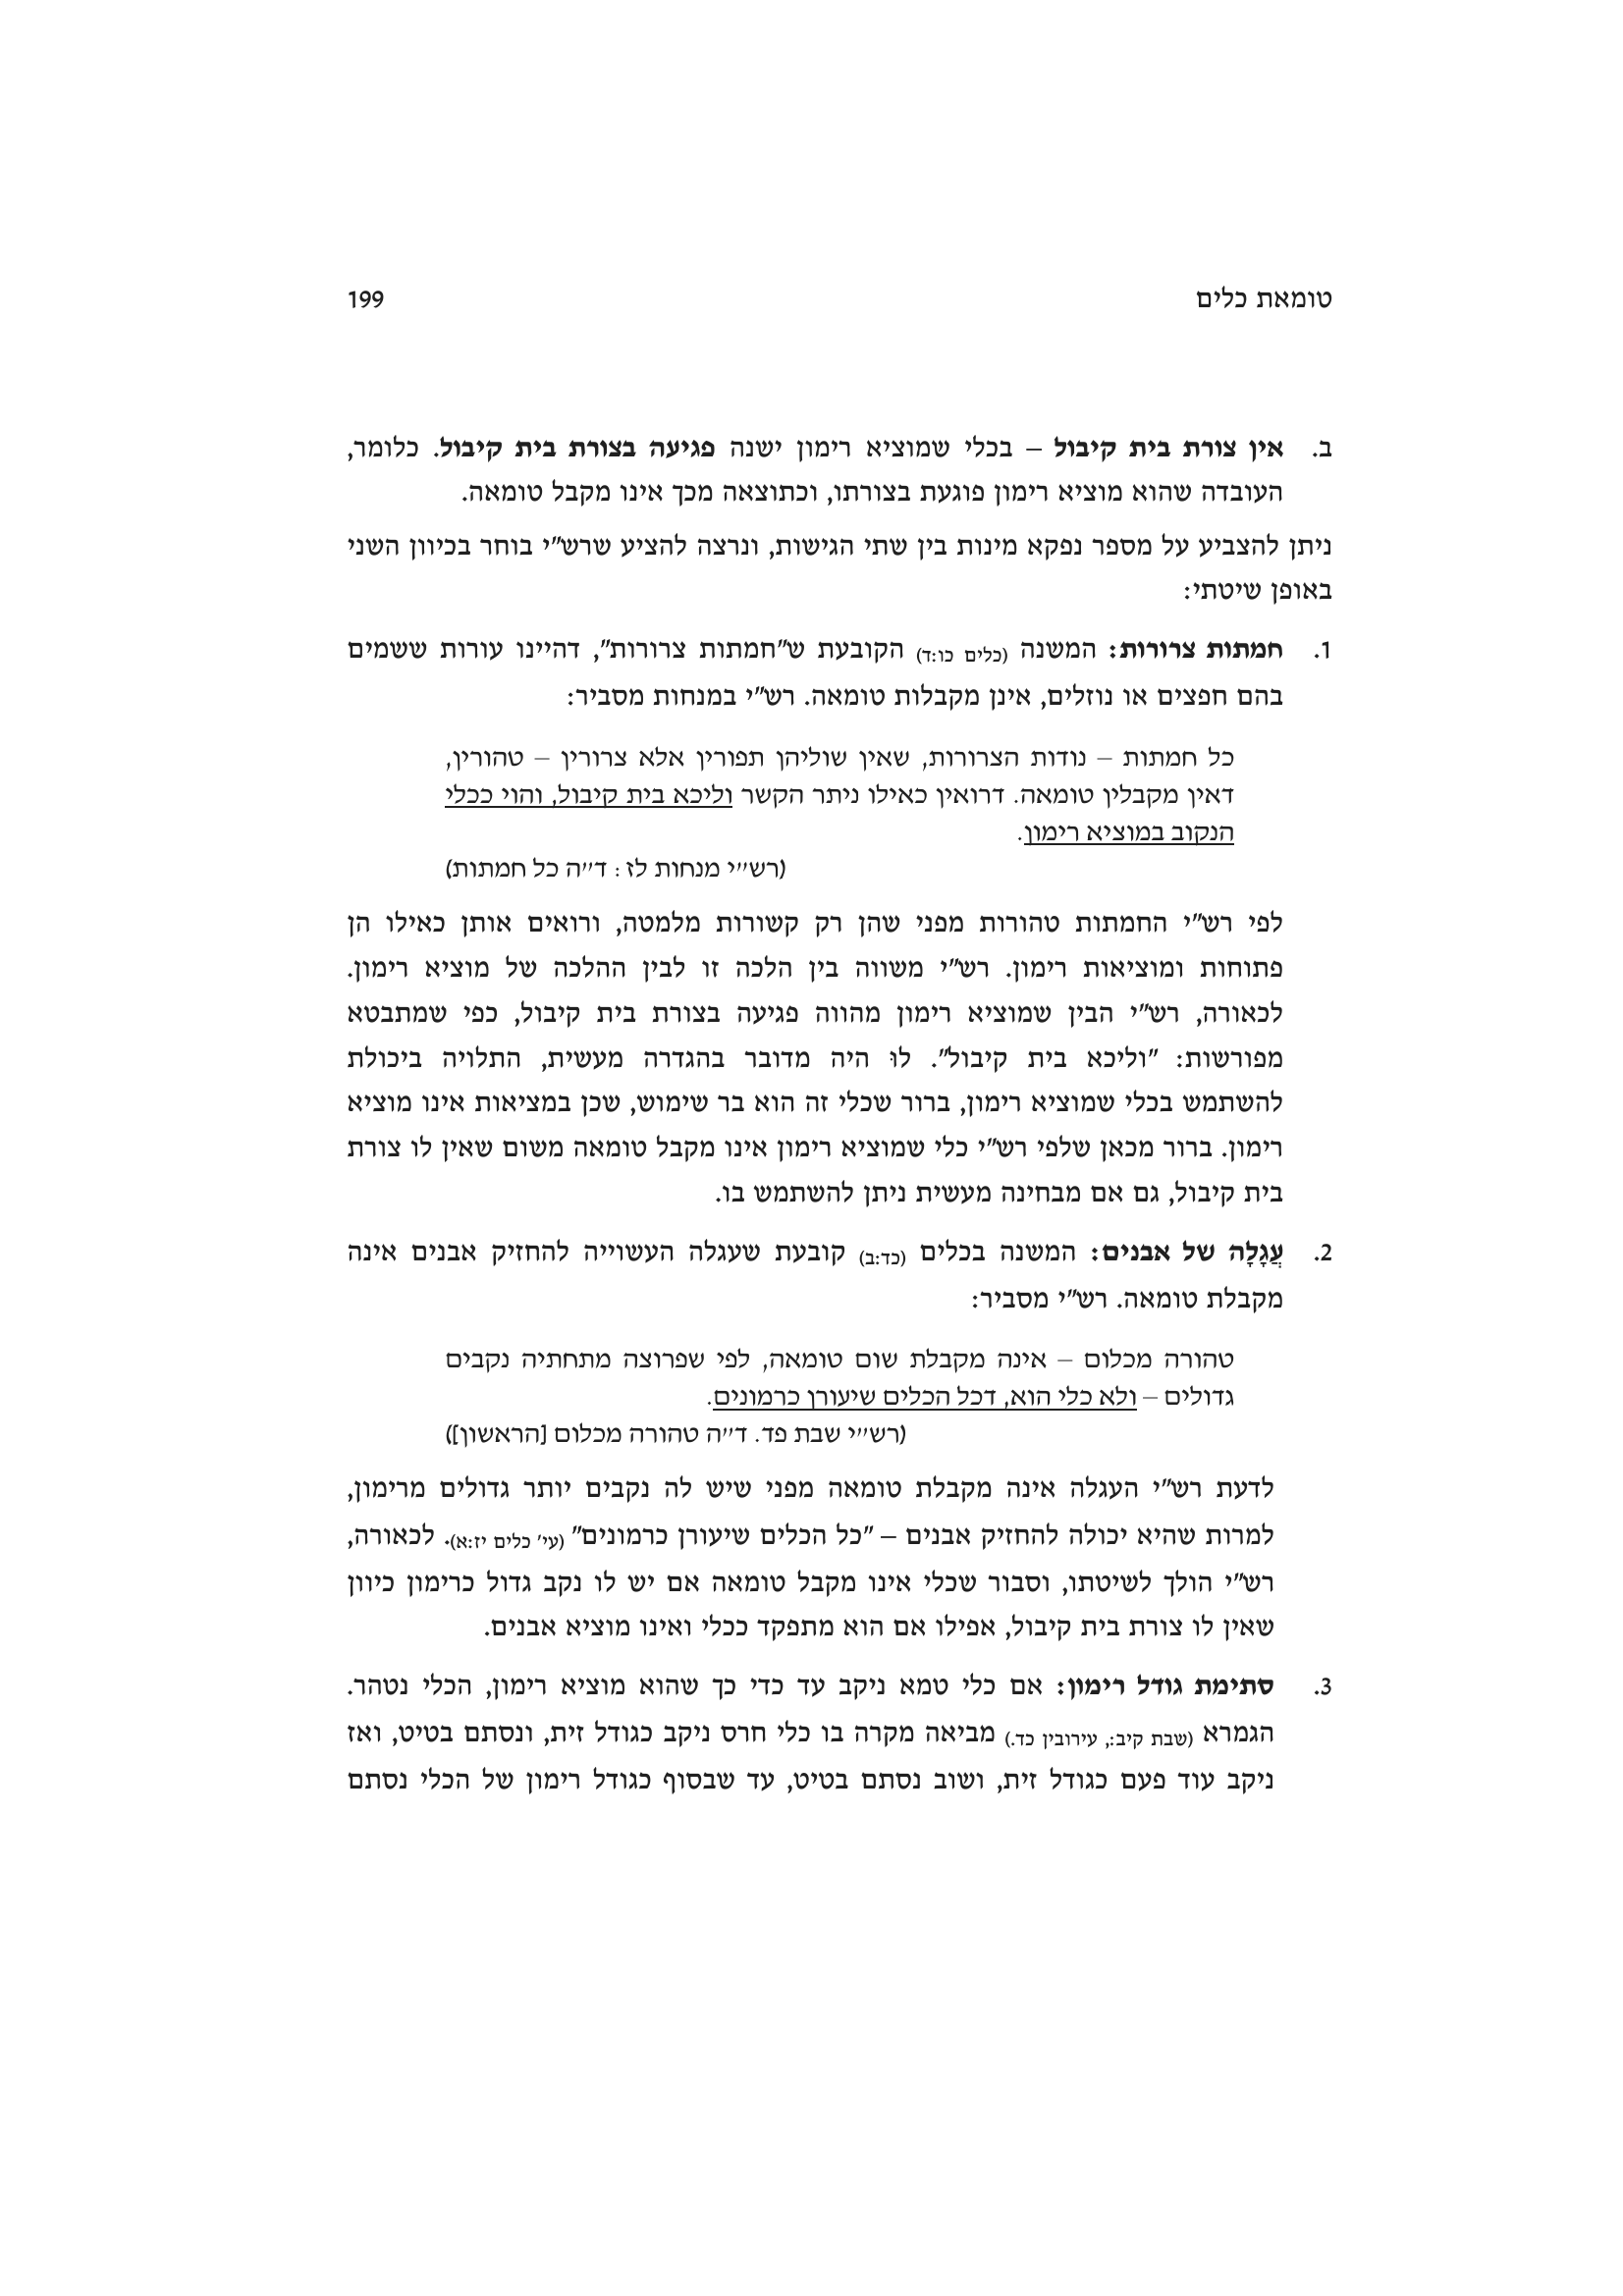 טומאת כלים 199
ב. אין צורת בית קיבול – בכלי שמוציא רימון ישנה פגיעה בצורת בית קיבול. כלומר,
העובדה שהוא מוציא רימון פוגעת בצורתו, וכתוצאה מכך אינו מקבל טומאה.
ניתן להצביע על מספר נפקא מינות בין שתי הגישות, ונרצה להציע שרש"י בוחר בכיוון השני
באופן שיטתי:
1. חמתות צרורות: המשנה (כלים כו:ד) הקובעת ש"חמתות צרורות", דהיינו עורות ששמים
בהם חפצים או נוזלים, אינן מקבלות טומאה. רש"י במנחות מסביר:
כל חמתות – נודות הצרורות, שאין שוליהן תפורין אלא צרורין – טהורין,
דאין מקבלין טומאה. דרואין כאילו ניתר הקשר וליכא בית קיבול, והוי ככלי
הנקוב במוציא רימון.
(רש״י מנחות לז: ד״ה כל חמתות)
לפי רש"י החמתות טהורות מפני שהן רק קשורות מלמטה, ורואים אותן כאילו הן
פתוחות ומוציאות רימון. רש"י משווה בין הלכה זו לבין ההלכה של מוציא רימון.
לכאורה, רש"י הבין שמוציא רימון מהווה פגיעה בצורת בית קיבול, כפי שמתבטא
מפורשות: "וליכא בית קיבול". לוּ היה מדובר בהגדרה מעשית, התלויה ביכולת
להשתמש בכלי שמוציא רימון, ברור שכלי זה הוא בר שימוש, שכן במציאות אינו מוציא
רימון. ברור מכאן שלפי רש"י כלי שמוציא רימון אינו מקבל טומאה משום שאין לו צורת
בית קיבול, גם אם מבחינה מעשית ניתן להשתמש בו.
2. עֲגָלָה של אבנים: המשנה בכלים (כד:ב) קובעת שעגלה העשוייה להחזיק אבנים אינה
מקבלת טומאה. רש"י מסביר:
טהורה מכלום – אינה מקבלת שום טומאה, לפי שפרוצה מתחתיה נקבים
גדולים – ולא כלי הוא, דכל הכלים שיעורן כרמונים.
(רש״י שבת פד. ד״ה טהורה מכלום [הראשון])
לדעת רש"י העגלה אינה מקבלת טומאה מפני שיש לה נקבים יותר גדולים מרימון,
למרות שהיא יכולה להחזיק אבנים – "כל הכלים שיעורן כרמונים" (עי' כלים יז:א). לכאורה,
רש"י הולך לשיטתו, וסבור שכלי אינו מקבל טומאה אם יש לו נקב גדול כרימון כיוון
שאין לו צורת בית קיבול, אפילו אם הוא מתפקד ככלי ואינו מוציא אבנים.
3. סתימת גודל רימון: אם כלי טמא ניקב עד כדי כך שהוא מוציא רימון, הכלי נטהר.
הגמרא (שבת קיב:, עירובין כד.) מביאה מקרה בו כלי חרס ניקב כגודל זית, ונסתם בטיט, ואז
ניקב עוד פעם כגודל זית, ושוב נסתם בטיט, עד שבסוף כגודל רימון של הכלי נסתם